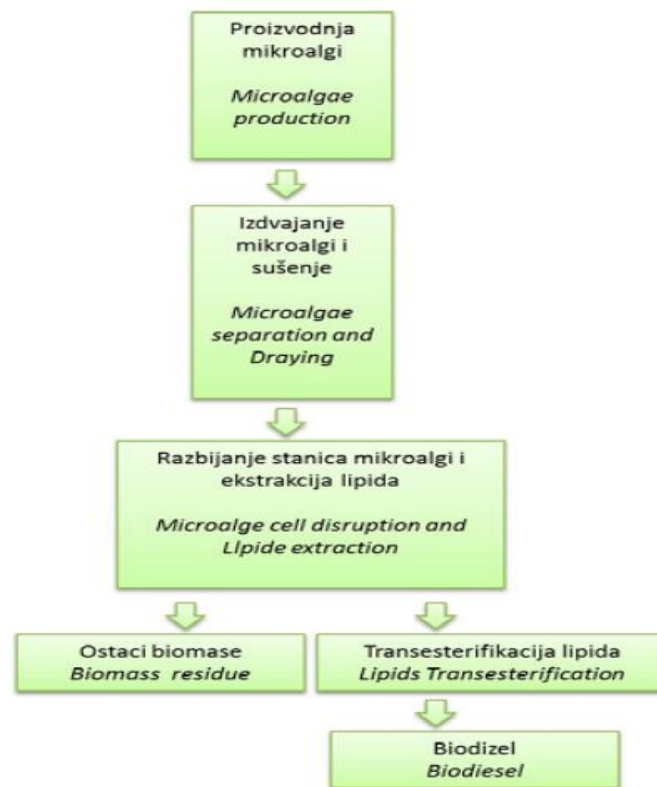 Proizvodnja
mikroalgi
Microalgae
production
Izdvajanje
mikroalgi i
sušenje
Microalgae
separation and
Draying
Razbijanje stanica mikroalgi i
ekstrakcija lipida
Microalge cell disruption and
LIpide extraction
Ostaci biomase
Biomass residue
Transesterifikacija lipida
Lipids Transesterification
Biodizel
Biodiesel